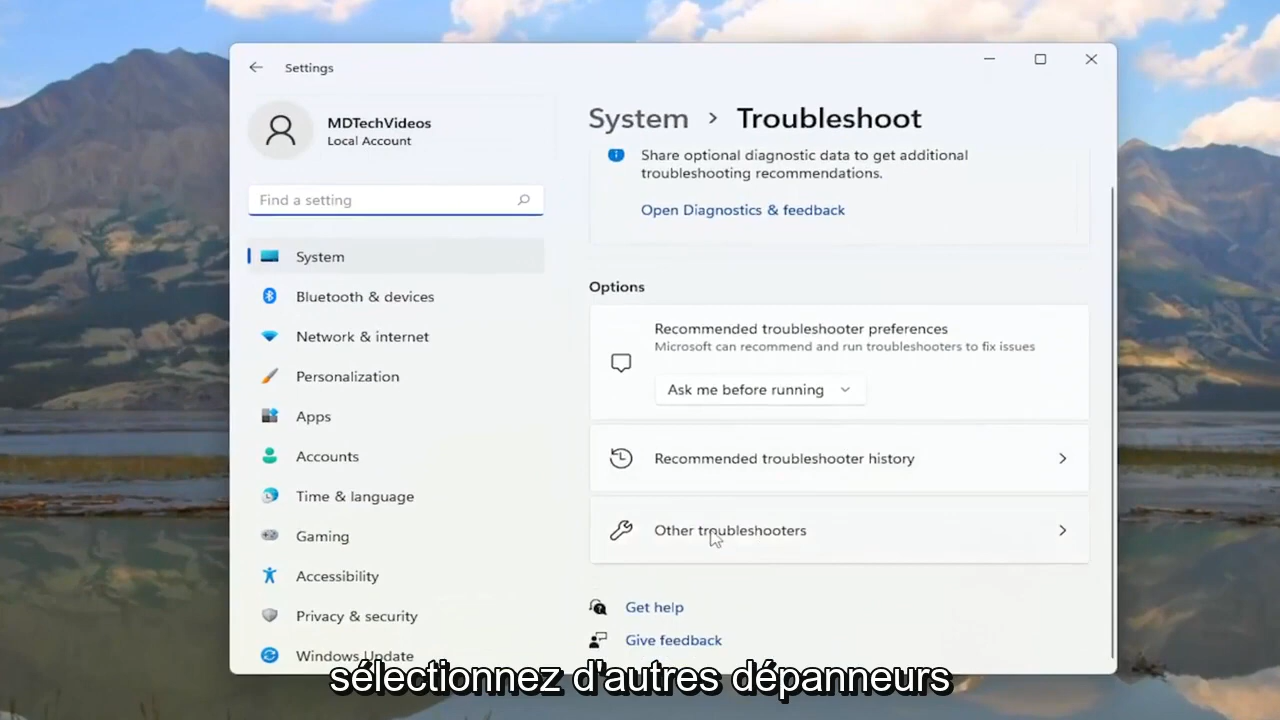 Settings
MDTechVideos
Local Account
Find a setting
System
Bluetooth & devices
Network & internet
Personalization
Apps
Accounts
Time & language
Gaming
Accessibility
Privacy & security
Windows Update
System > Troubleshoot
Share optional diagnostic data to get additional
troubleshooting recommendations.
Open Diagnostics & feedback
Options
Recommended troubleshooter preferences
Microsoft can recommend and run troubleshooters to fix issues
Ask me before running
Recommended troubleshooter history
Other troubleshooters
Get help
Give feedback
sélectionnez d'autres dépanneurs